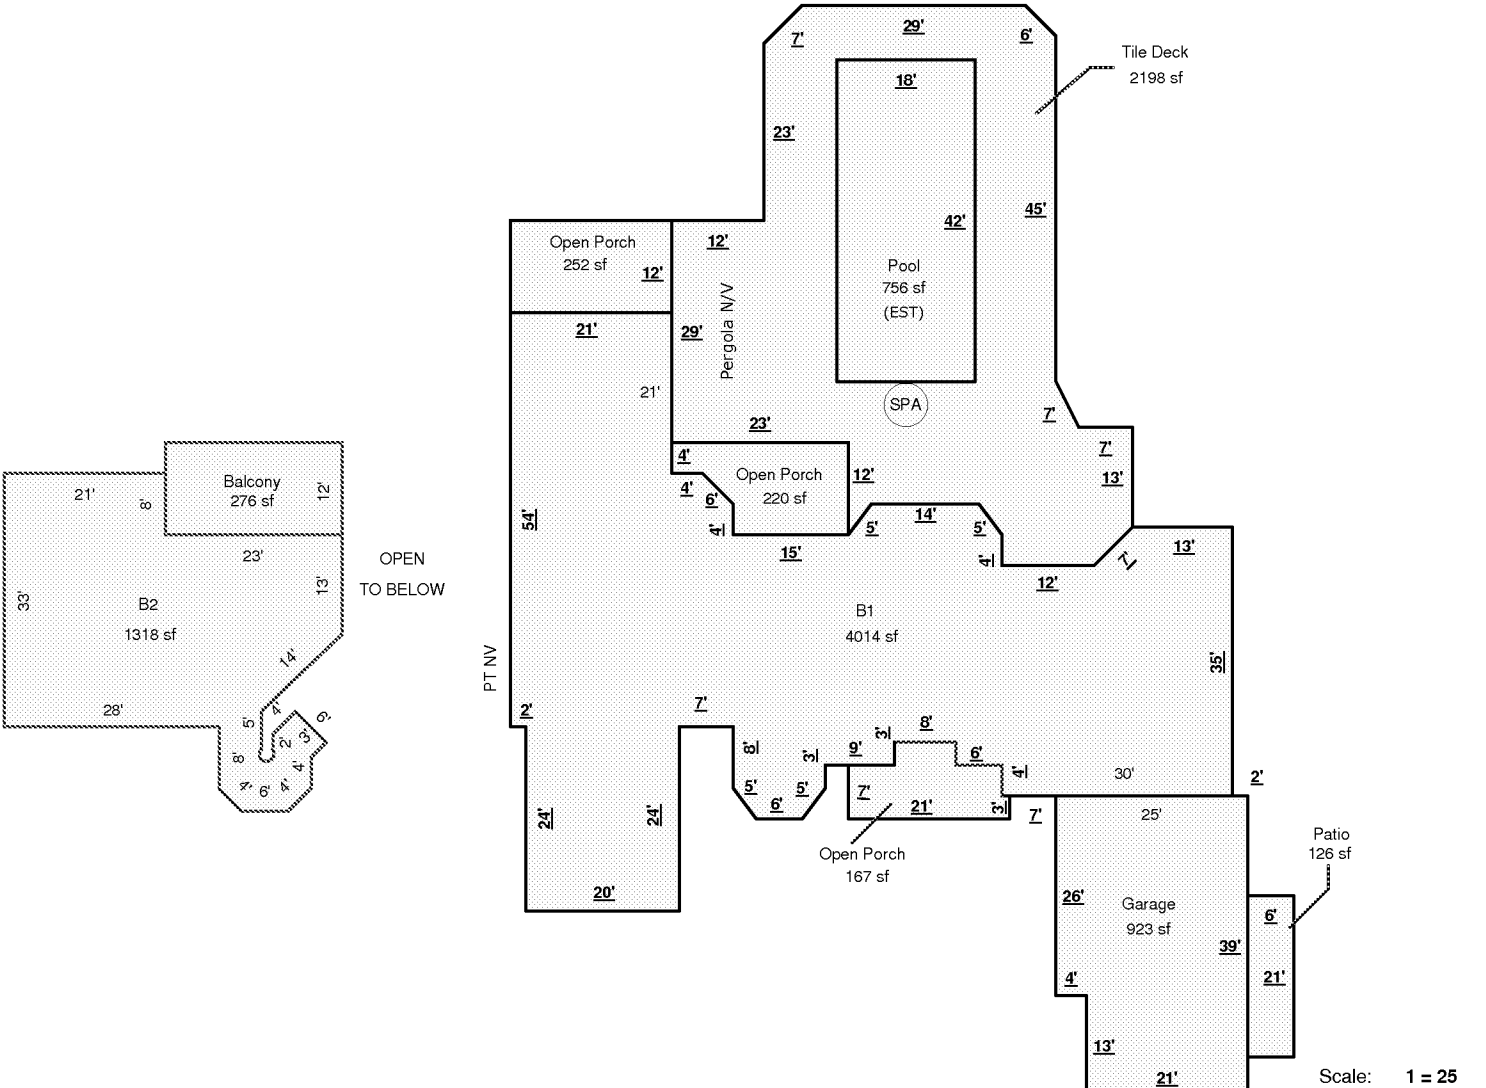 29'
7'
6'
Tile Deck
2198 sf
18'
23'
45'
42'
Open Porch
252 sf
12'
12'
Pool
756 sf
(EST)
Pergola N/V
21'
29'
21'
SPA
23'
7'
7'
13'
4'
4'
6'
4'
Open Porch
220 sf
12'
15'
5'
14'
5'
4'
12'
7'
13'
Balcony
276 sf
12'
21'
8'
23'
13'
33'
B2
1318 sf
14'
28'
5'
4'
6'
2'
3'
8'
4'
4'
6'
4'
OPEN
TO BELOW
54'
PT NV
B1
4014 sf
35'
2'
7'
8'
3'
9'
3'
8'
6'
4'
30'
2'
5'
6'
5'
7'
21'
3'
7'
25'
24'
24'
20'
Open Porch
167 sf
Patio
126 sf
26'
Garage
923 sf
39'
6'
21'
4'
13'
21'
Scale: 1 = 25